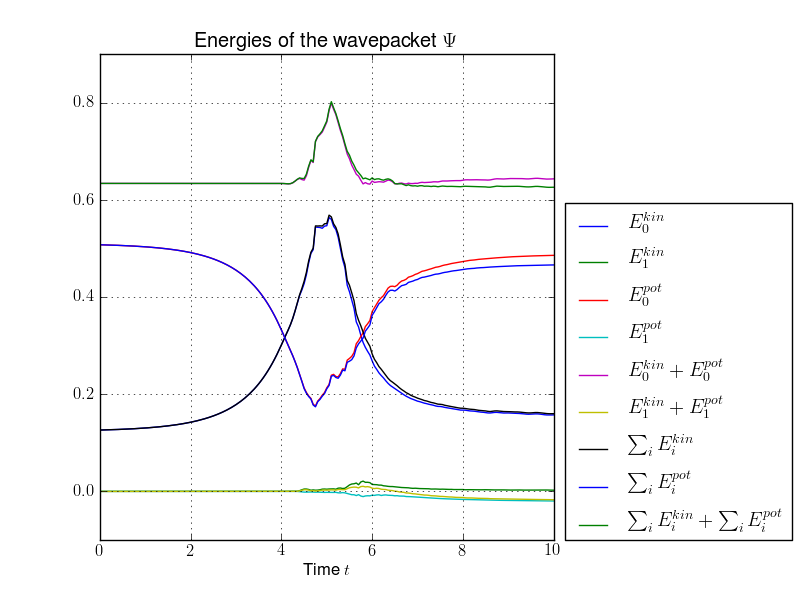 Energies of the wavepacket Ψ
0.8
0.6
0.4
0.2
0.0
0 2 4 6 8 10
Time t
E_0^{kin}
E_1^{kin}
E_0^{pot}
E_1^{pot}
E_0^{kin} + E_0^{pot}
E_1^{kin} + E_1^{pot}
∑_i E_i^{kin}
∑_i E_i^{pot}
∑_i E_i^{kin} + ∑_i E_i^{pot}